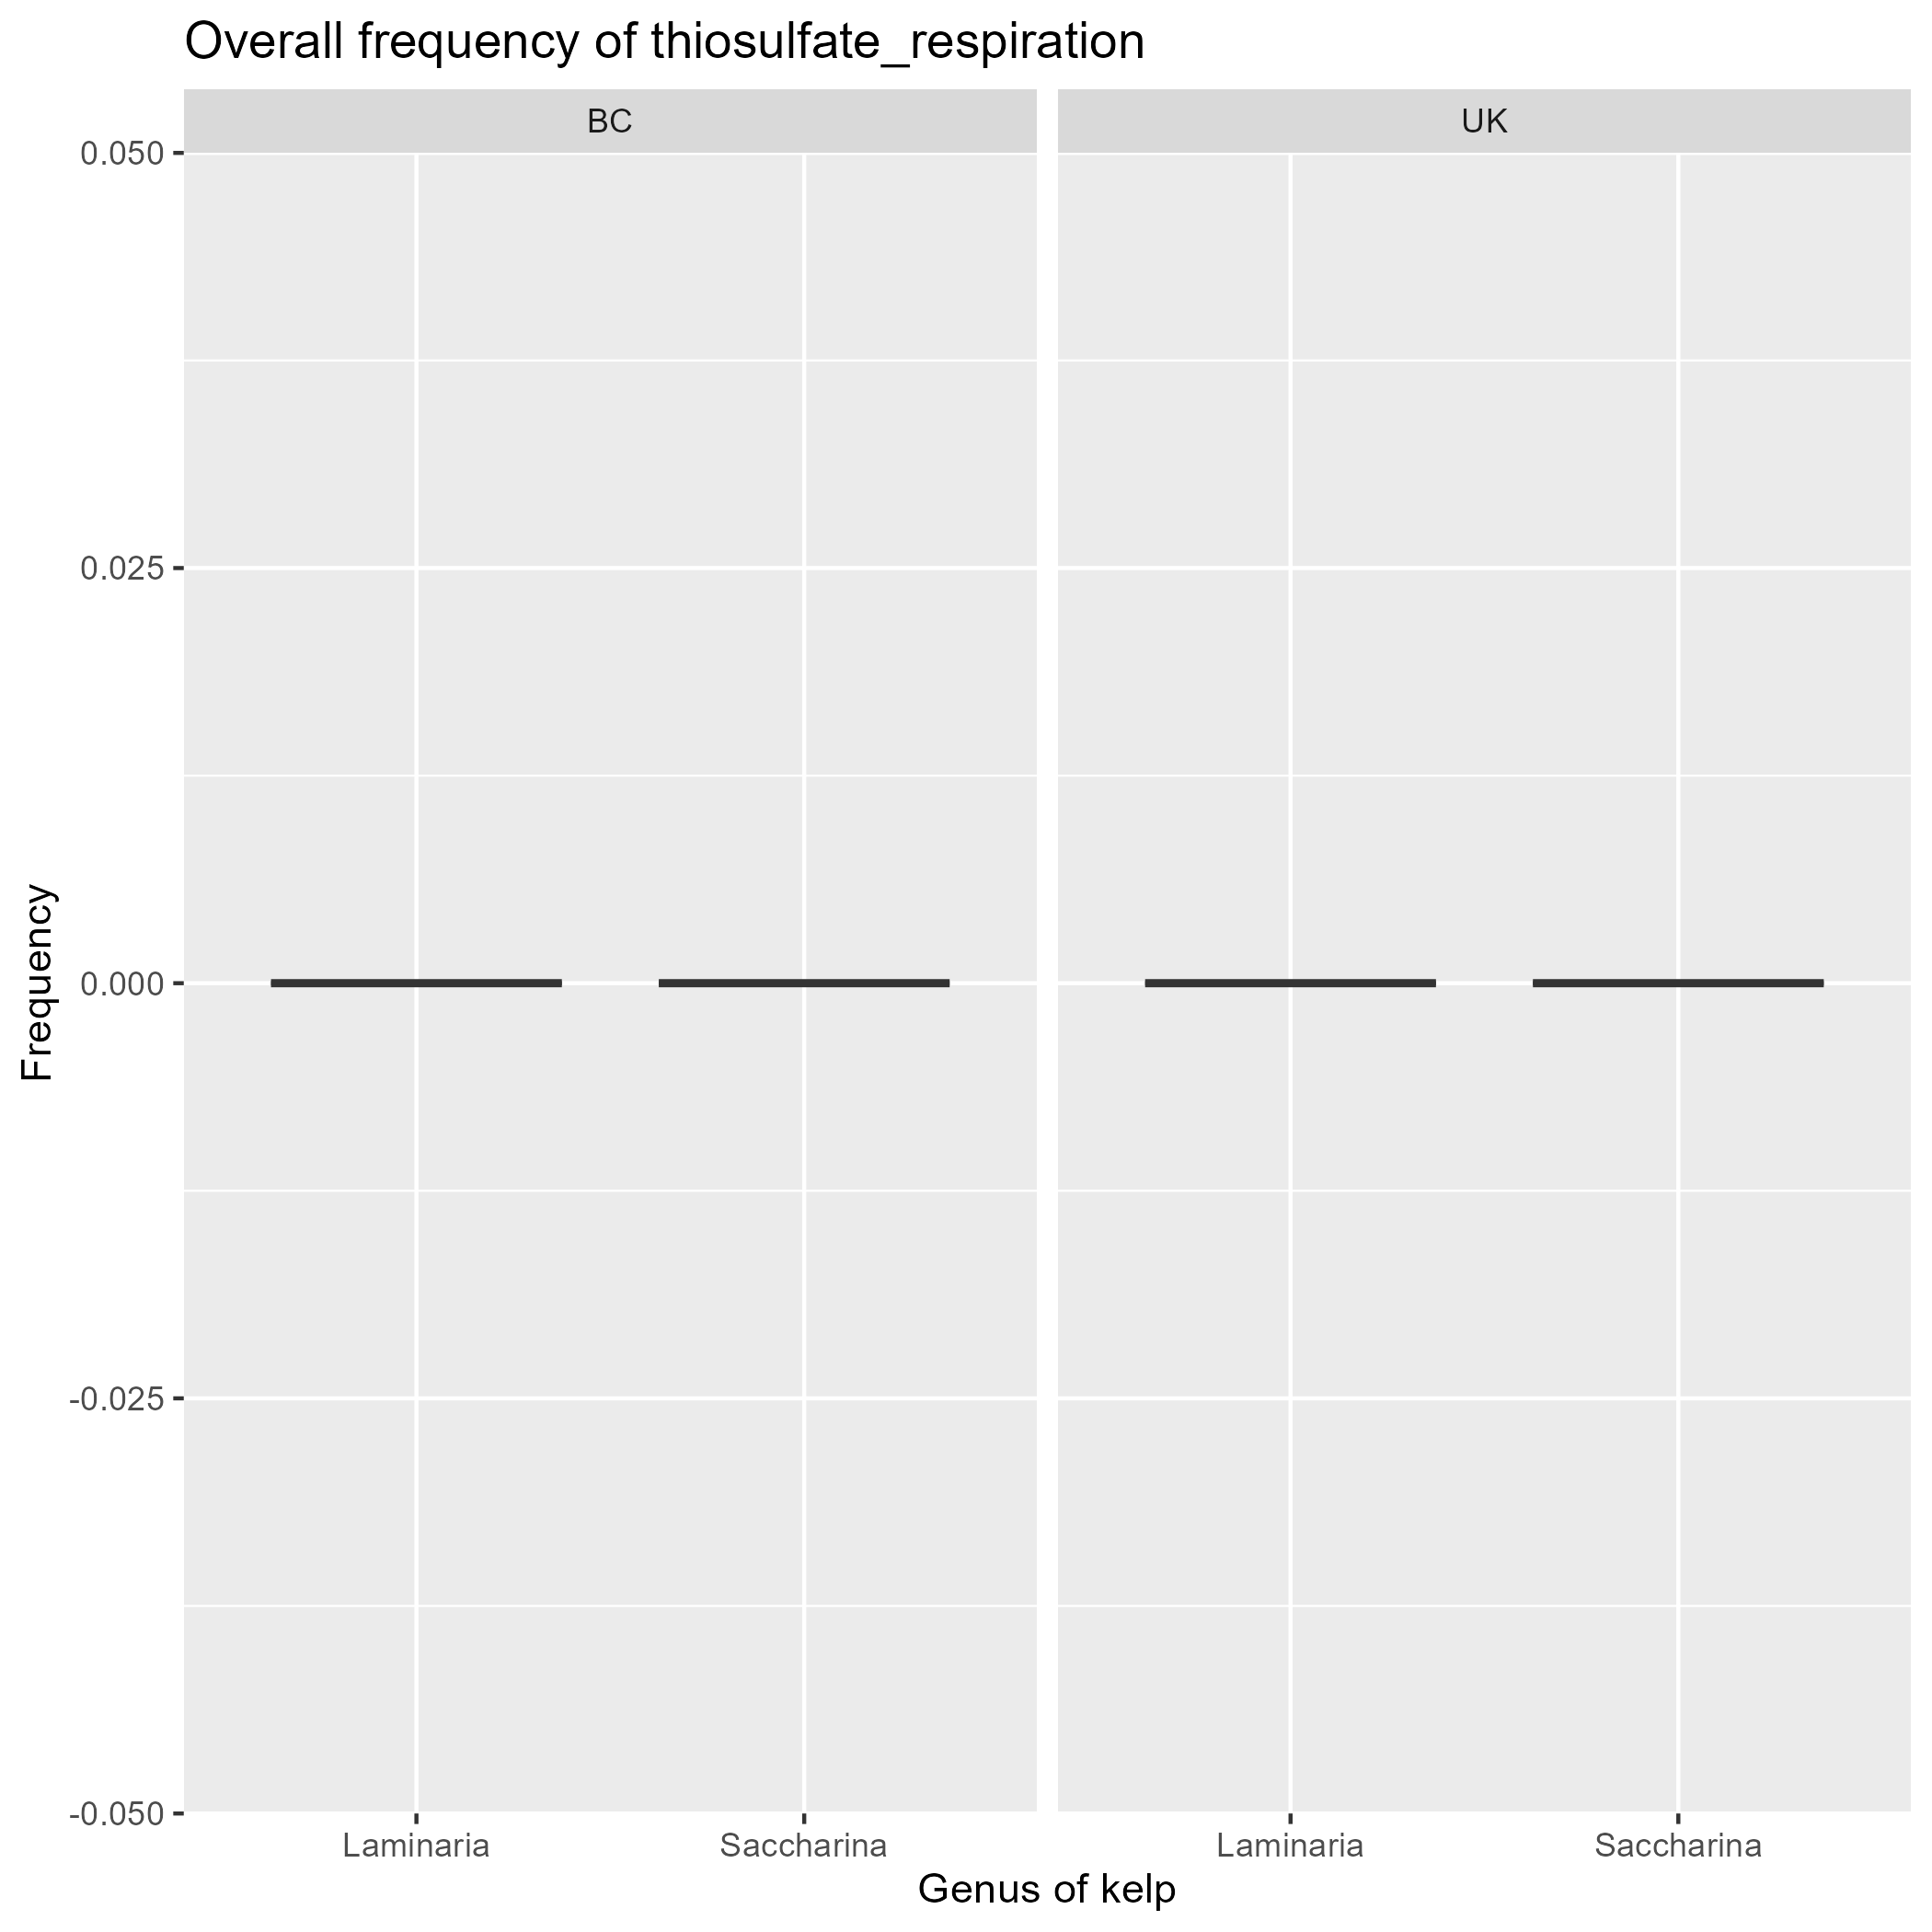 Overall frequency of thiosulfate_respiration
BC
UK
0.050
0.025
0.000
-0.025
-0.050
Frequency
Laminaria
Saccharina
Laminaria
Saccharina
Genus of kelp